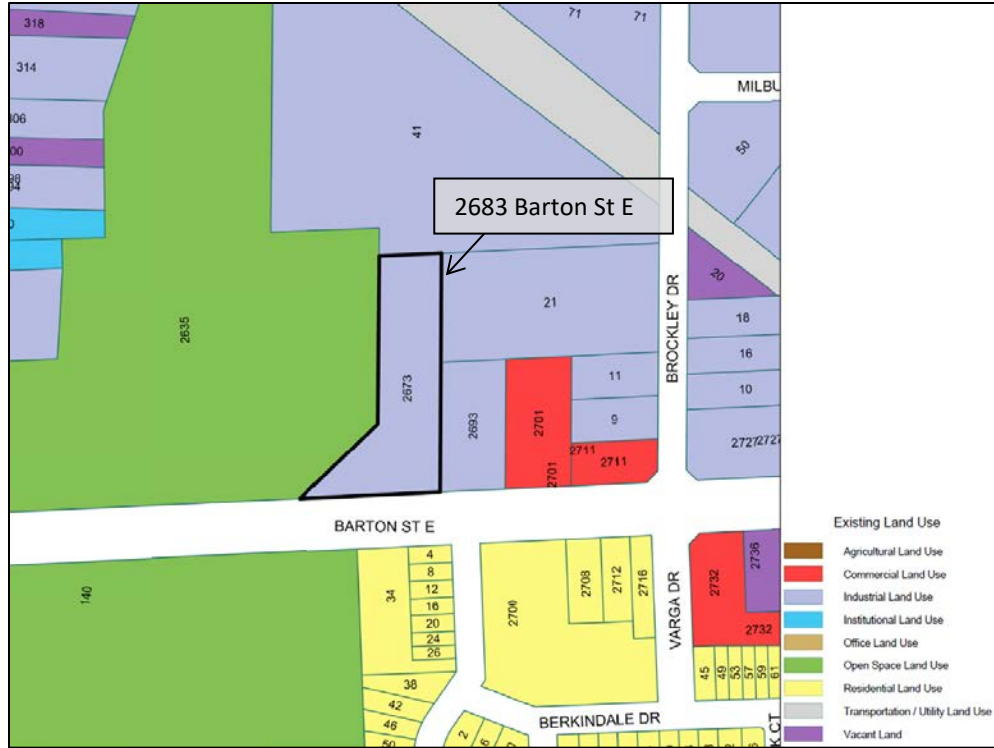 318
71
71
314
MILBU
306
41
50
2683 Barton St E
20
2635
21
18
BROCKLEY DR
16
11
2673
10
2693
2701
9
2711
27272727
2701
2711
BARTON ST E
Existing Land Use
4
Agricultural Land Use
2736
8
2708
2712
2716
Commercial Land Use
140
34
12
2732
16
Industrial Land Use
20
2700
VARGA DR
Institutional Land Use
24
2732
Office Land Use
26
Open Space Land Use
45
49
53
57
59
61
38
Residential Land Use
42
Transportation / Utility Land Use
46
BERKINDALE DR
K CT
2
Vacant Land